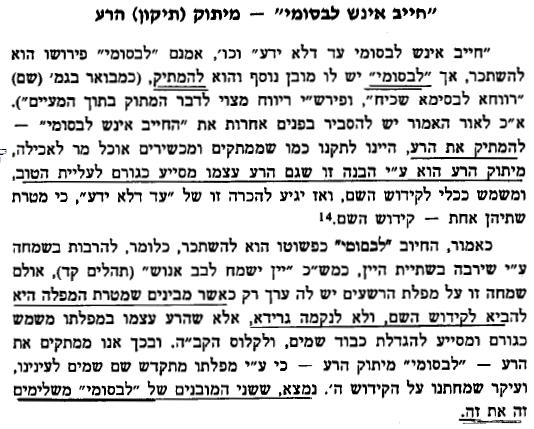 "חייב אינש לבסומי" – מיתוק (תיקון) הרע
"חייב אינש לבסומי עד דלא ידע" וכו', אמנם "לבסומי" פירושו הוא
להשתכר, אך "לבסומי" יש לו מובן נוסף והוא להמתיק, (כמבואר בגמ' (שם)
"רווחא לבסימא שכיח", ופירש"י ריווח מצוי לדבר המתוק בתוך המעיים").
א"כ לאור האמור יש להסביר בפנים אחרות את "החייב אינש לבסומי" –
להמתיק את הרע, היינו לתקנו כמו שממתקים ומכשירים אוכל מר לאכילה,
מיתוק הרע הוא ע"י הבנה זו שגם הרע עצמו מסייע כגורם לעליית הטוב,
ומשמש ככלי לקידוש השם, ואז יגיע להכרה זו של "עד דלא ידע", כי מטרת
שתיהן אחת – קידוש השם.14
כאמור, החיוב "לבסומי" כפשוטו הוא להשתכר, כלומר, להרבות בשמחה
ע"י שירבה בשתיית היין, כמש"כ "יין ישמח לבב אנוש" (תהלים קד), אולם
שמחה זו על מפלת הרשעים יש לה ערך רק כאשר מבינים שמטרת המפלה היא
להביא לקידוש השם, ולא לנקמה גרידא, אלא שהרע עצמו במפלתו משמש
כגורם ומסייע להגדלת כבוד שמים, ולקלוס הקב"ה. ובכך אנו ממתקים את
הרע – "לבסומי" מיתוק הרע – כי ע"י מפלתו מתקדש שם שמים לעינינו,
ועיקר שמחתנו על הקידוש ה'. נמצא, ששני המובנים של "לבסומי" משלימים
זה את זה.